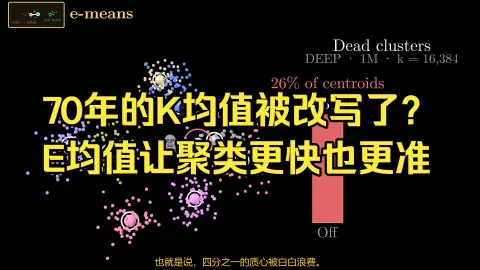 e-means
Dead clusters
DEEP · 1M · k = 16,384
26% of centroids
70年的K均值被改写了？
E均值让聚类更快也更准
Off
也就是说，四分之一的质心被白白浪费。